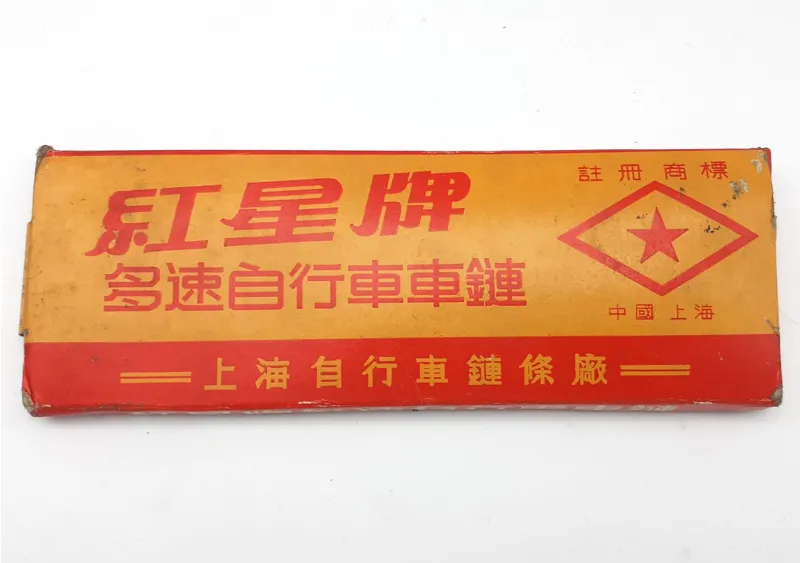 紅星牌
多速自行車車鏈
註冊商標
中國上海
上海自行車鏈條廠